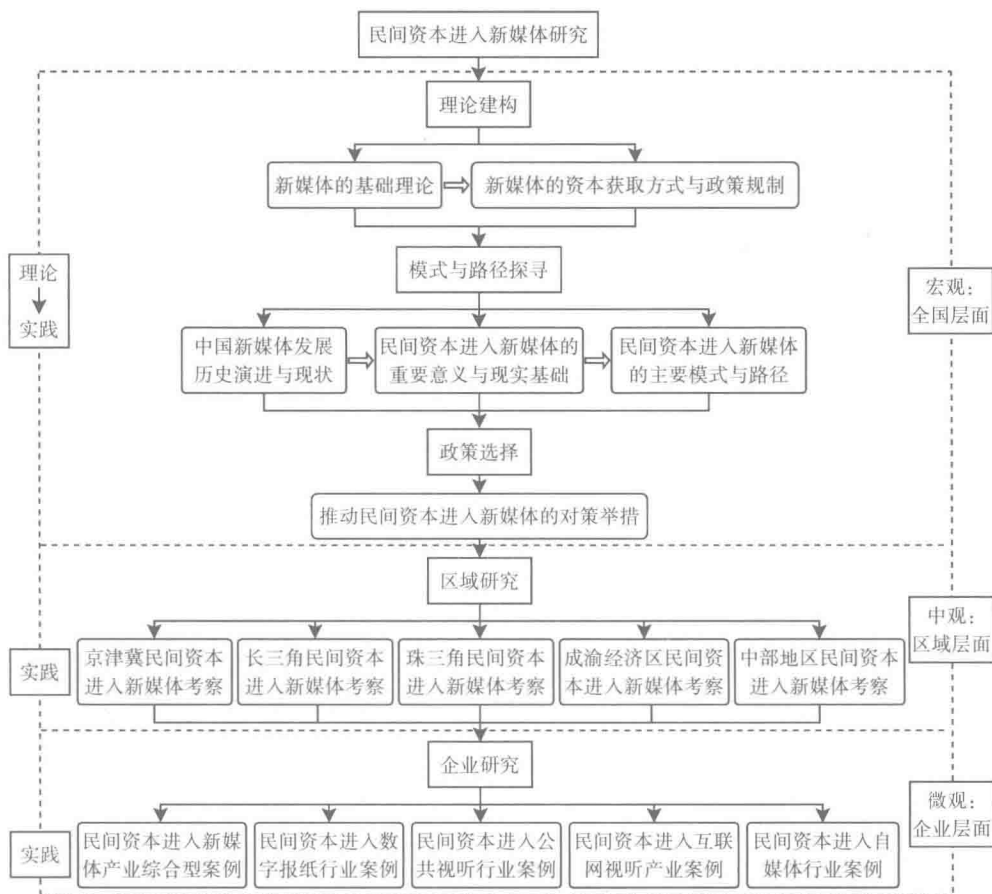 民间资本进入新媒体研究
理论建构
新媒体的基础理论
新媒体的资本获取方式与政策规制
理论
实践
模式与路径探寻
宏观：
全国层面
中国新媒体发展
历史演进与现状
民间资本进入新媒体的
重要意义与现实基础
民间资本进入新媒体
的主要模式与路径
政策选择
推动民间资本进入新媒体的对策举措
区域研究
中观：
区域层面
实践
京津冀民间资本
进入新媒体考察
长三角民间资本
进入新媒体考察
珠三角民间资本
进入新媒体考察
成渝经济区民间资
本进入新媒体考察
中部地区民间资本
进入新媒体考察
企业研究
微观：
企业层面
实践
民间资本进入新媒
体产业综合型案例
民间资本进入数
字报纸行业案例
民间资本进入公
共视听行业案例
民间资本进入互联
网视听产业案例
民间资本进入自
媒体行业案例